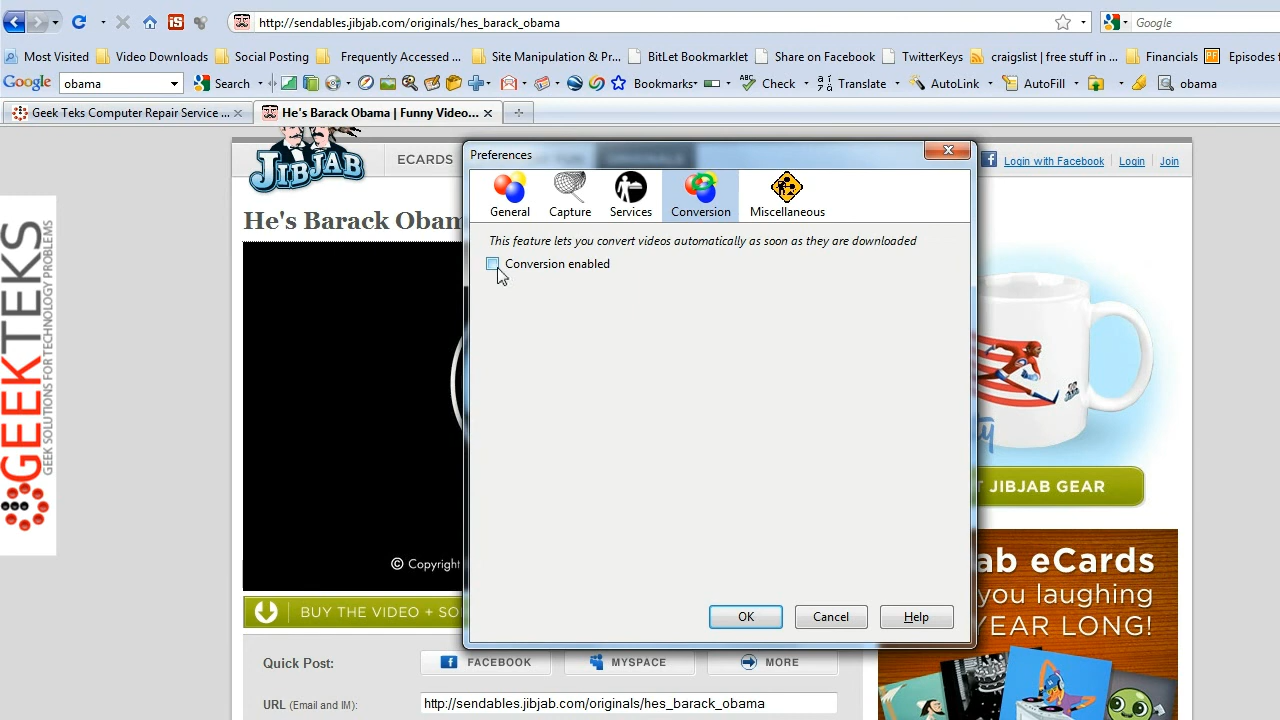 http://sendables.jibjab.com/originals/hes_barack_obama
Google
Most Visited Video Downloads Social Posting Frequently Accessed ... SiteManipulation & Pr... BitLet Bookmarklet Share on Facebook TwitterKeys craigslist | free stuff in ... Financials Episodes f
Google obama Search Bookmarks Check Translate AutoLink AutoFill obama
Geek Teks Computer Repair Service ... He's Barack Obama | Funny Video...
JIBJAB
ECARDS
Login with Facebook Login Join
Preferences
General Capture Services Conversion Miscellaneous
He's Barack Obam
This feature lets you convert videos automatically as soon as they are downloaded
Conversion enabled
GEEKTEKS
GEEK SOLUTIONS FOR TECHNOLOGY PROBLEMS
JIBJAB GEAR
© Copyright
ab eCards
you laughing
YEAR LONG!
BUY THE VIDEO + SO
OK Cancel Help
Quick Post: FACEBOOK MYSPACE MORE
URL (Email and IM): http://sendables.jibjab.com/originals/hes_barack_obama